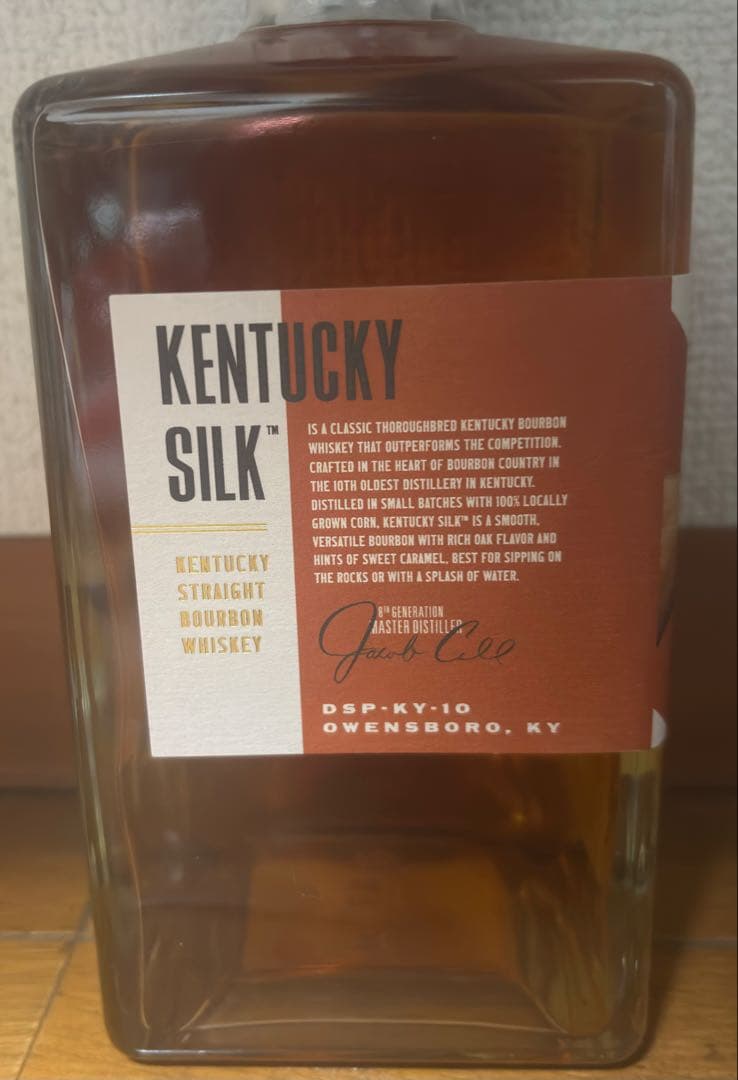 KENTUCKY
SILK™
KENTUCKY
STRAIGHT
BOURBON
WHISKEY
IS A CLASSIC THOROUGHBRED KENTUCKY BOURBON
WHISKEY THAT OUTPERFORMS THE COMPETITION.
CRAFTED IN THE HEART OF BOURBON COUNTRY IN
THE 10TH OLDEST DISTILLERY IN KENTUCKY.
DISTILLED IN SMALL BATCHES WITH 100% LOCALLY
GROWN CORN, KENTUCKY SILK™ IS A SMOOTH,
VERSATILE BOURBON WITH RICH OAK FLAVOR AND
HINTS OF SWEET CARAMEL. BEST FOR SIPPING ON
THE ROCKS OR WITH A SPLASH OF WATER.
8TH GENERATION
MASTER DISTILLER
Jacob Call
DSP-KY-10
OWENSBORO, KY